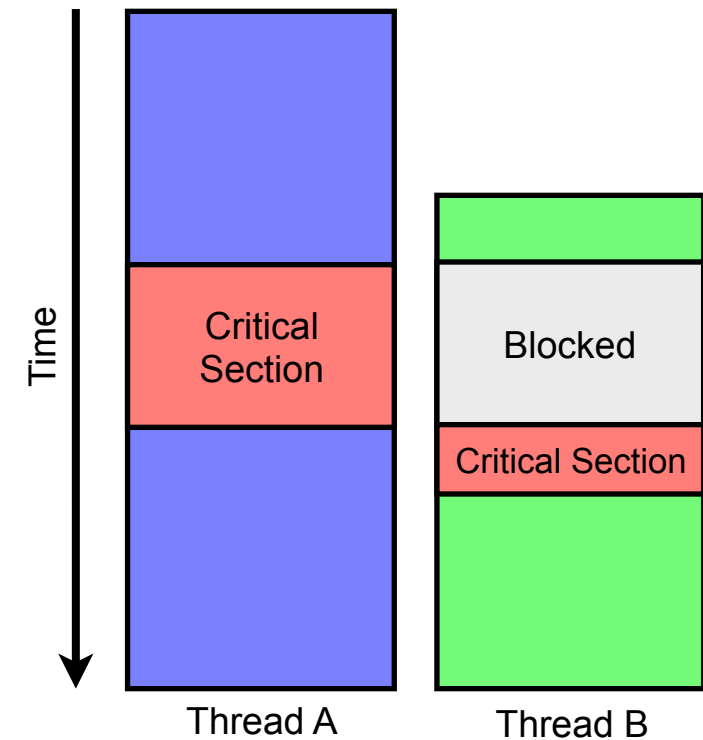 Time
Critical
Section
Blocked
Critical Section
Thread A
Thread B